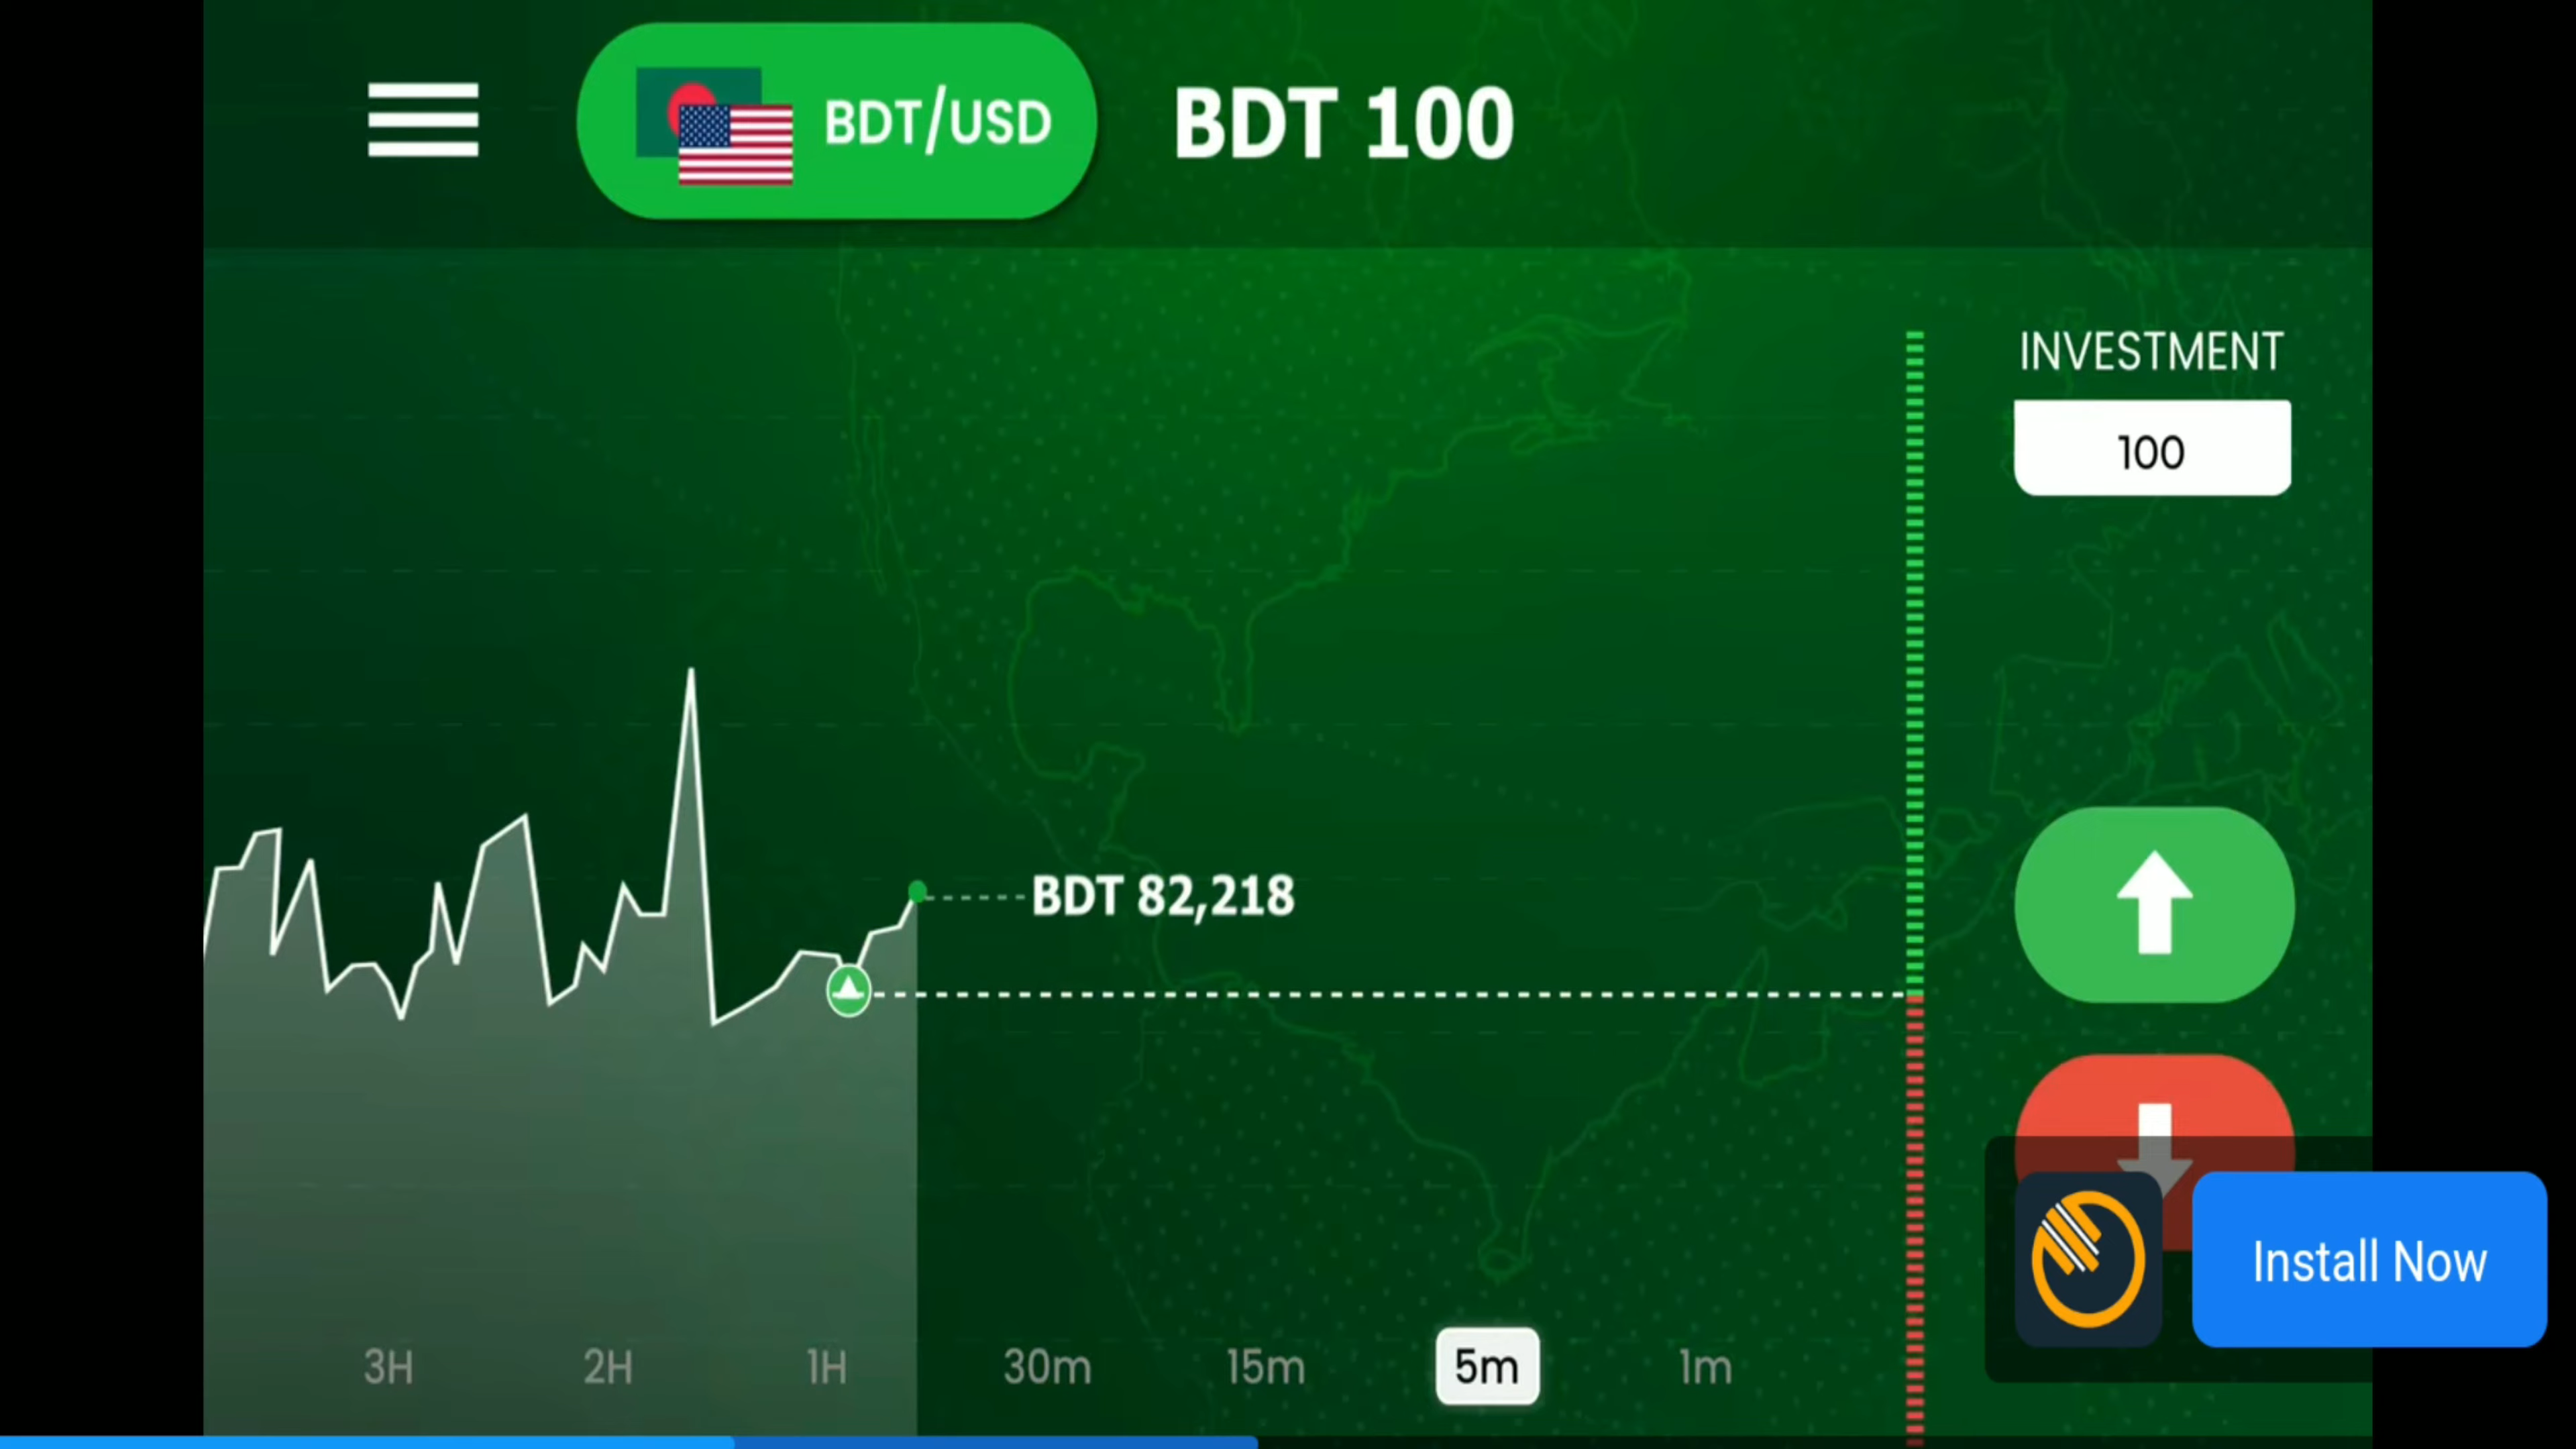 BDT/USD
BDT 100
INVESTMENT
100
BDT 82,218
3H
2H
1H
30m
15m
5m
1m
Install Now